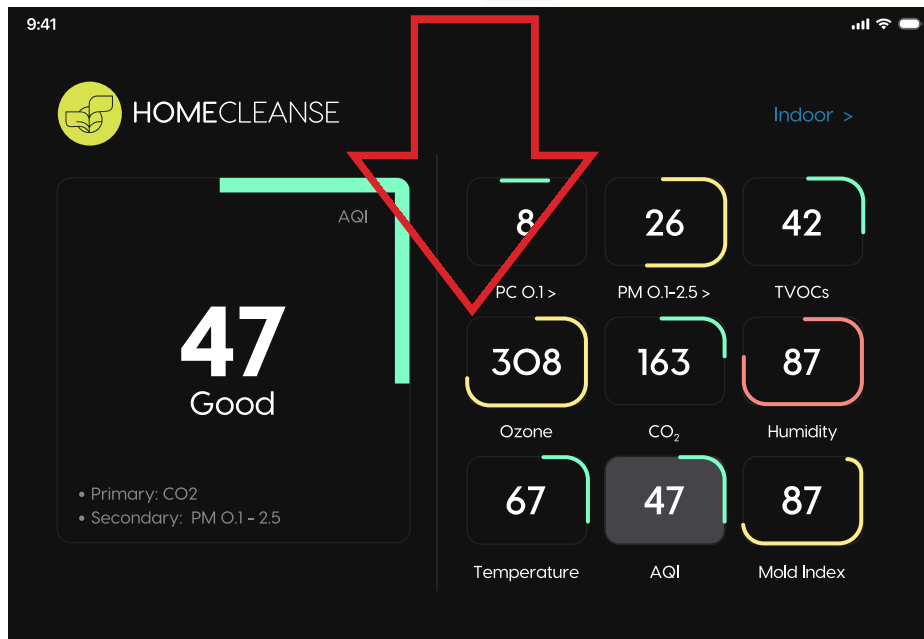 9:41
HOMECLEANSE
Indoor >
AQI
47
Good
• Primary: CO2
• Secondary: PM 0.1 - 2.5
8
26
42
PC 0.1 >
PM 0.1-2.5 >
TVOCs
308
163
87
Ozone
CO₂
Humidity
67
47
87
Temperature
AQI
Mold Index